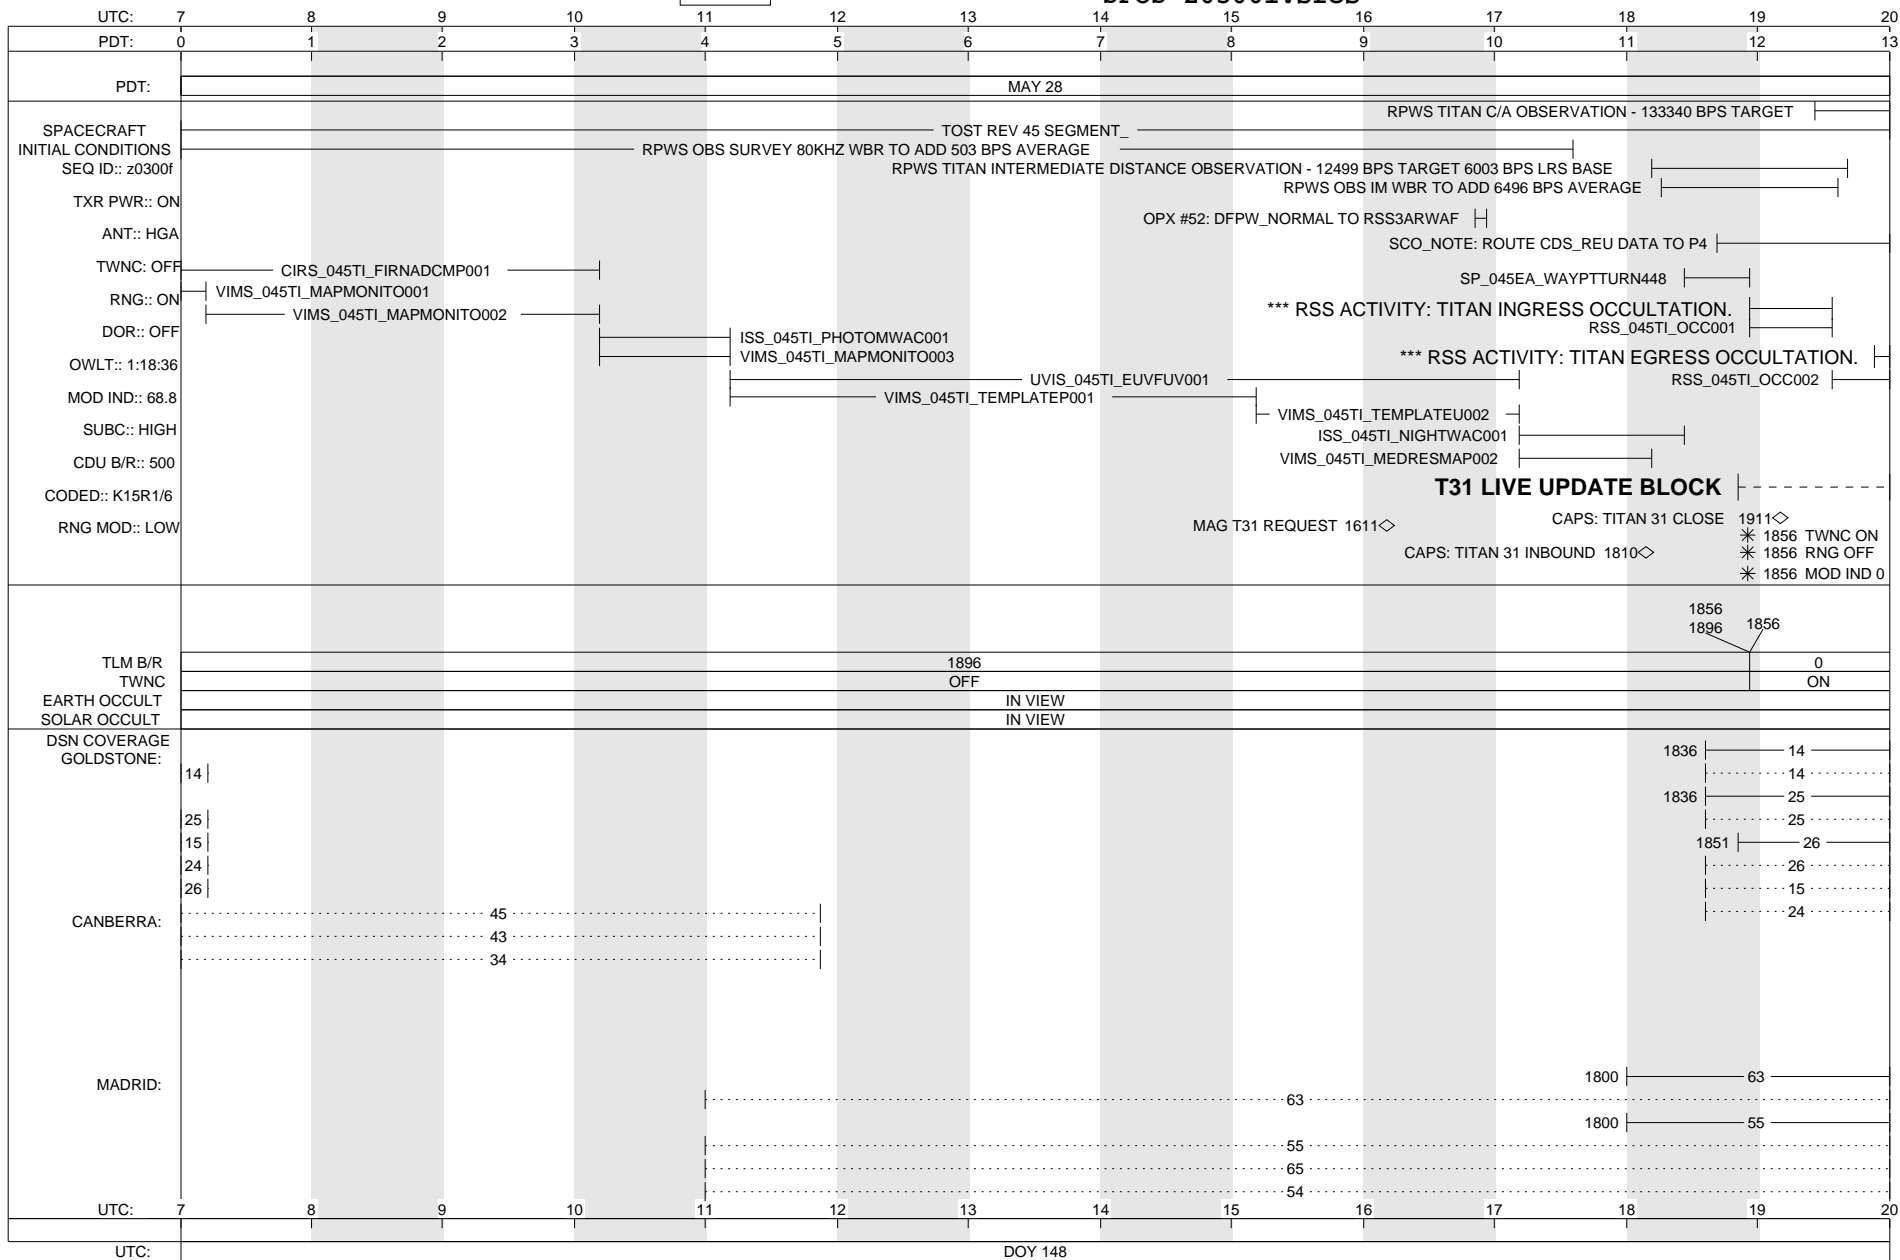 UTC: 7 8 9 10 11 12 13 14 15 16 17 18 19 20
PDT: 0 1 2 3 4 5 6 7 8 9 10 11 12 13
PDT: MAY 28
RPWS TITAN C/A OBSERVATION - 133340 BPS TARGET
SPACECRAFT TOST REV 45 SEGMENT_
INITIAL CONDITIONS RPWS OBS SURVEY 80KHZ WBR TO ADD 503 BPS AVERAGE
SEQ ID:: z0300f RPWS TITAN INTERMEDIATE DISTANCE OBSERVATION - 12499 BPS TARGET 6003 BPS LRS BASE
RPWS OBS IM WBR TO ADD 6496 BPS AVERAGE
TXR PWR:: ON
OPX #52: DFPW_NORMAL TO RSS3ARWAF
ANT:: HGA
SCO_NOTE: ROUTE CDS_REU DATA TO P4
TWNC: OFF CIRS_045TI_FIRNADCMP001
SP_045EA_WAYPTTURN448
VIMS_045TI_MAPMONITO001
RNG:: ON
*** RSS ACTIVITY: TITAN INGRESS OCCULTATION.
VIMS_045TI_MAPMONITO002
DOR:: OFF RSS_045TI_OCC001
ISS_045TI_PHOTOMWAC001
VIMS_045TI_MAPMONITO003 *** RSS ACTIVITY: TITAN EGRESS OCCULTATION.
OWLT:: 1:18:36
UVIS_045TI_EUVFUV001 RSS_045TI_OCC002
MOD IND:: 68.8 VIMS_045TI_TEMPLATEP001
VIMS_045TI_TEMPLATEU002
SUBC:: HIGH ISS_045TI_NIGHTWAC001
CDU B/R:: 500 VIMS_045TI_MEDRESMAP002
T31 LIVE UPDATE BLOCK
CODED:: K15R1/6
CAPS: TITAN 31 CLOSE 1911
RNG MOD:: LOW MAG T31 REQUEST 1611
1856 TWNC ON
CAPS: TITAN 31 INBOUND 1810 1856 RNG OFF
1856 MOD IND 0
1856
1896 1856
TLM B/R 1896 0
TWNC OFF ON
EARTH OCCULT IN VIEW
SOLAR OCCULT IN VIEW
DSN COVERAGE
GOLDSTONE: 1836 14
14 14
1836 25
25 25
15 1851 26
24 26
26 15
24
CANBERRA: 45
43
34
MADRID: 1800 63
63
1800 55
55
65
54
UTC: 7 8 9 10 11 12 13 14 15 16 17 18 19 20
UTC: DOY 148